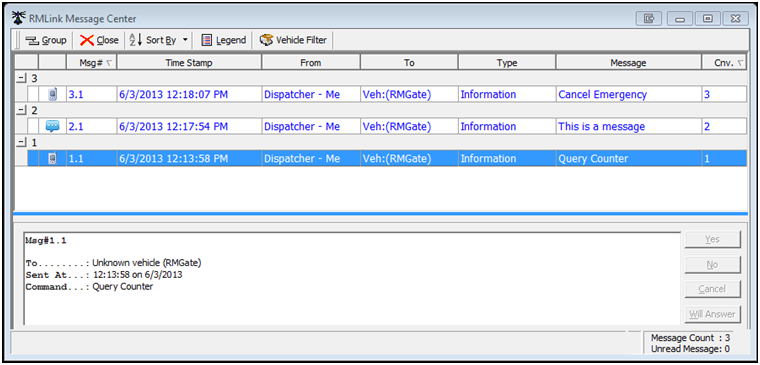 RMLink Message Center
Group Close Sort By Legend Vehicle Filter
Msg# Time Stamp From To Type Message Cnv.
3
3.1 6/3/2013 12:18:07 PM Dispatcher - Me Veh:(RMGate) Information Cancel Emergency 3
2
2.1 6/3/2013 12:17:54 PM Dispatcher - Me Veh:(RMGate) Information This is a message 2
1
1.1 6/3/2013 12:13:58 PM Dispatcher - Me Veh:(RMGate) Information Query Counter 1
Msg#1.1
To........: Unknown vehicle (RMGate)
Sent At...: 12:13:58 on 6/3/2013
Command...: Query Counter
Yes
No
Cancel
Will Answer
Message Count : 3
Unread Message: 0